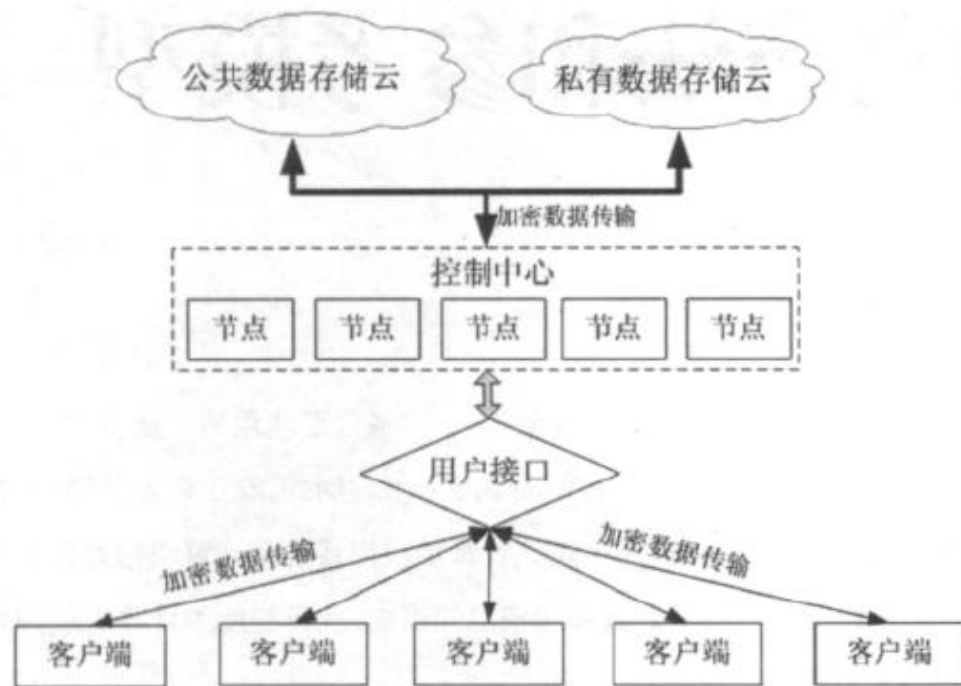 公共数据存储云
私有数据存储云
加密数据传输
控制中心
节点
节点
节点
节点
节点
用户接口
加密数据传输
加密数据传输
客户端
客户端
客户端
客户端
客户端